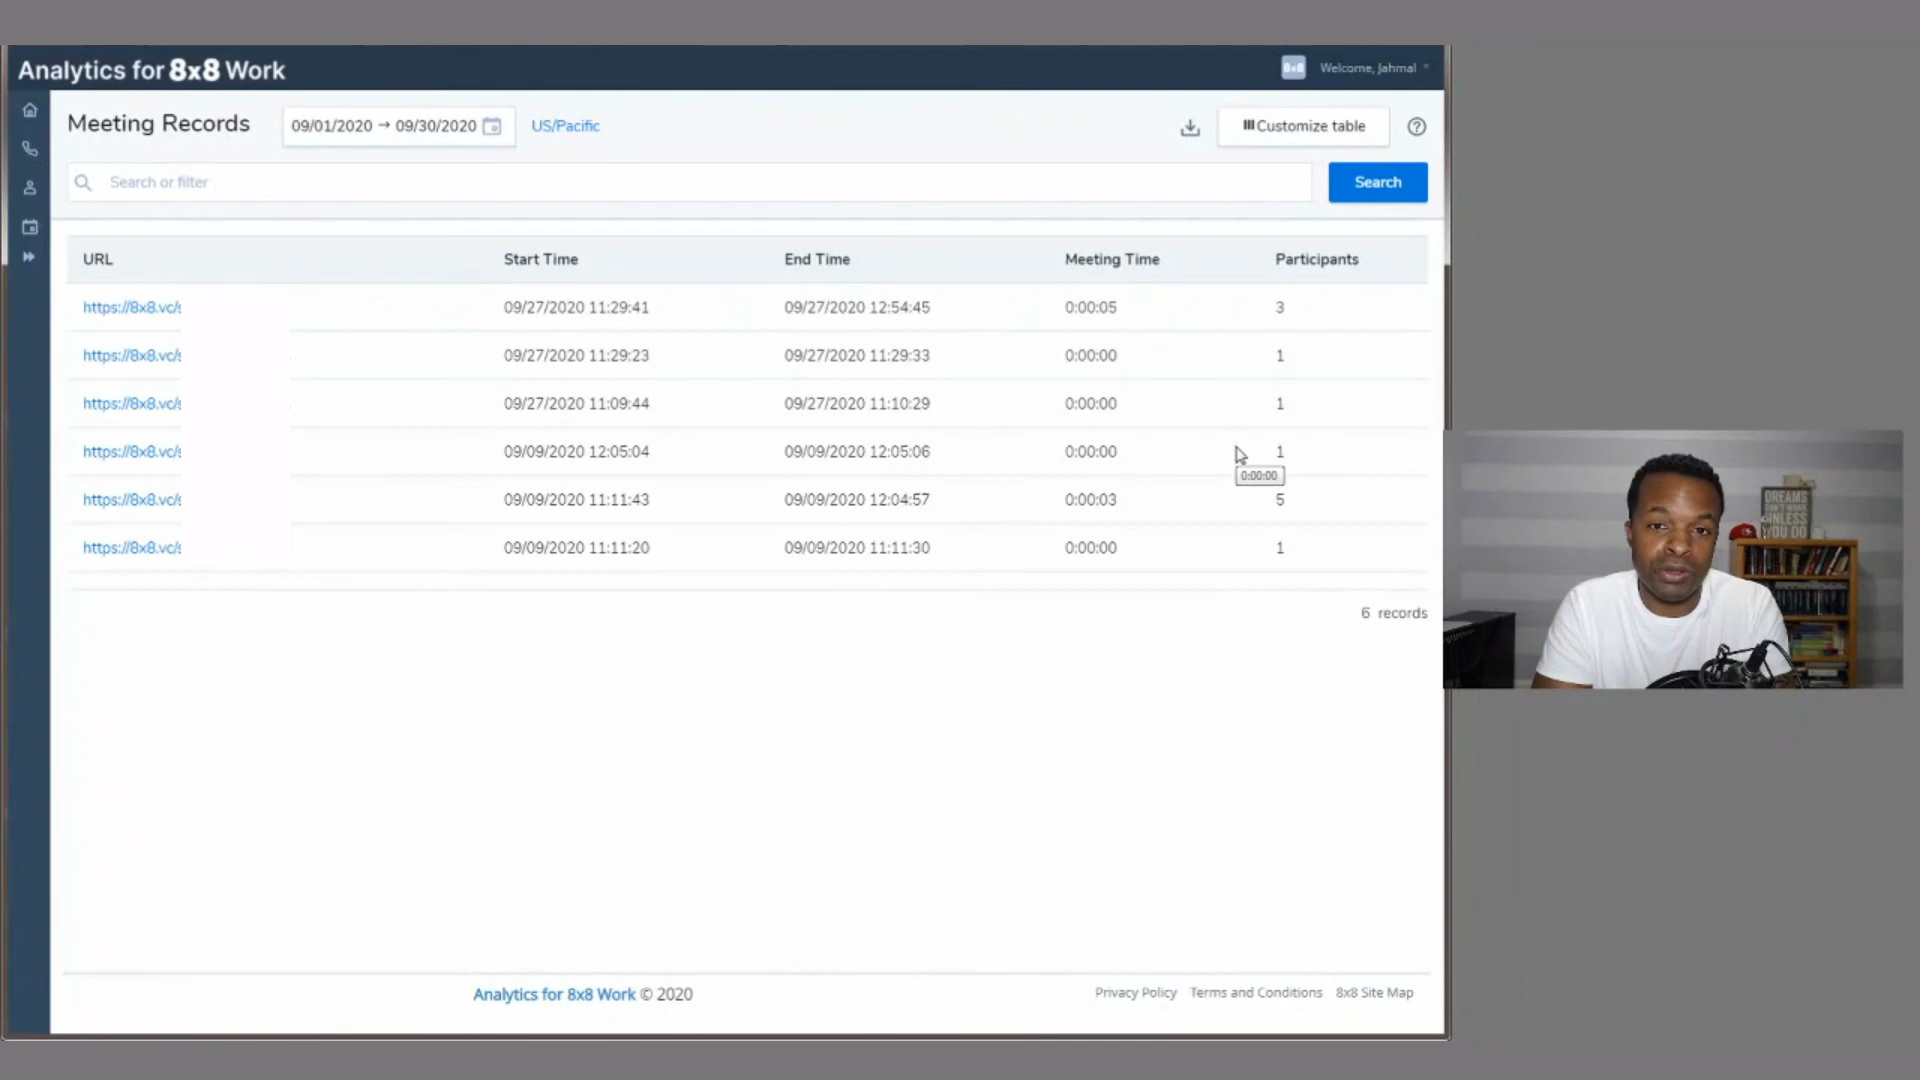 Analytics for 8x8 Work
8x8 Welcome, Jahmal
Meeting Records 09/01/2020 → 09/30/2020 US/Pacific Customize table
Search or filter Search
URL Start Time End Time Meeting Time Participants
https://8x8.vc/s 09/27/2020 11:29:41 09/27/2020 12:54:45 0:00:05 3
https://8x8.vc/s 09/27/2020 11:29:23 09/27/2020 11:29:33 0:00:00 1
https://8x8.vc/s 09/27/2020 11:09:44 09/27/2020 11:10:29 0:00:00 1
https://8x8.vc/s 09/09/2020 12:05:04 09/09/2020 12:05:06 0:00:00 1
0:00:00
https://8x8.vc/s 09/09/2020 11:11:43 09/09/2020 12:04:57 0:00:03 5
https://8x8.vc/s 09/09/2020 11:11:20 09/09/2020 11:11:30 0:00:00 1
6 records
DREAMS
UNLESS
YOU DO
Analytics for 8x8 Work © 2020 Privacy Policy Terms and Conditions 8x8 Site Map